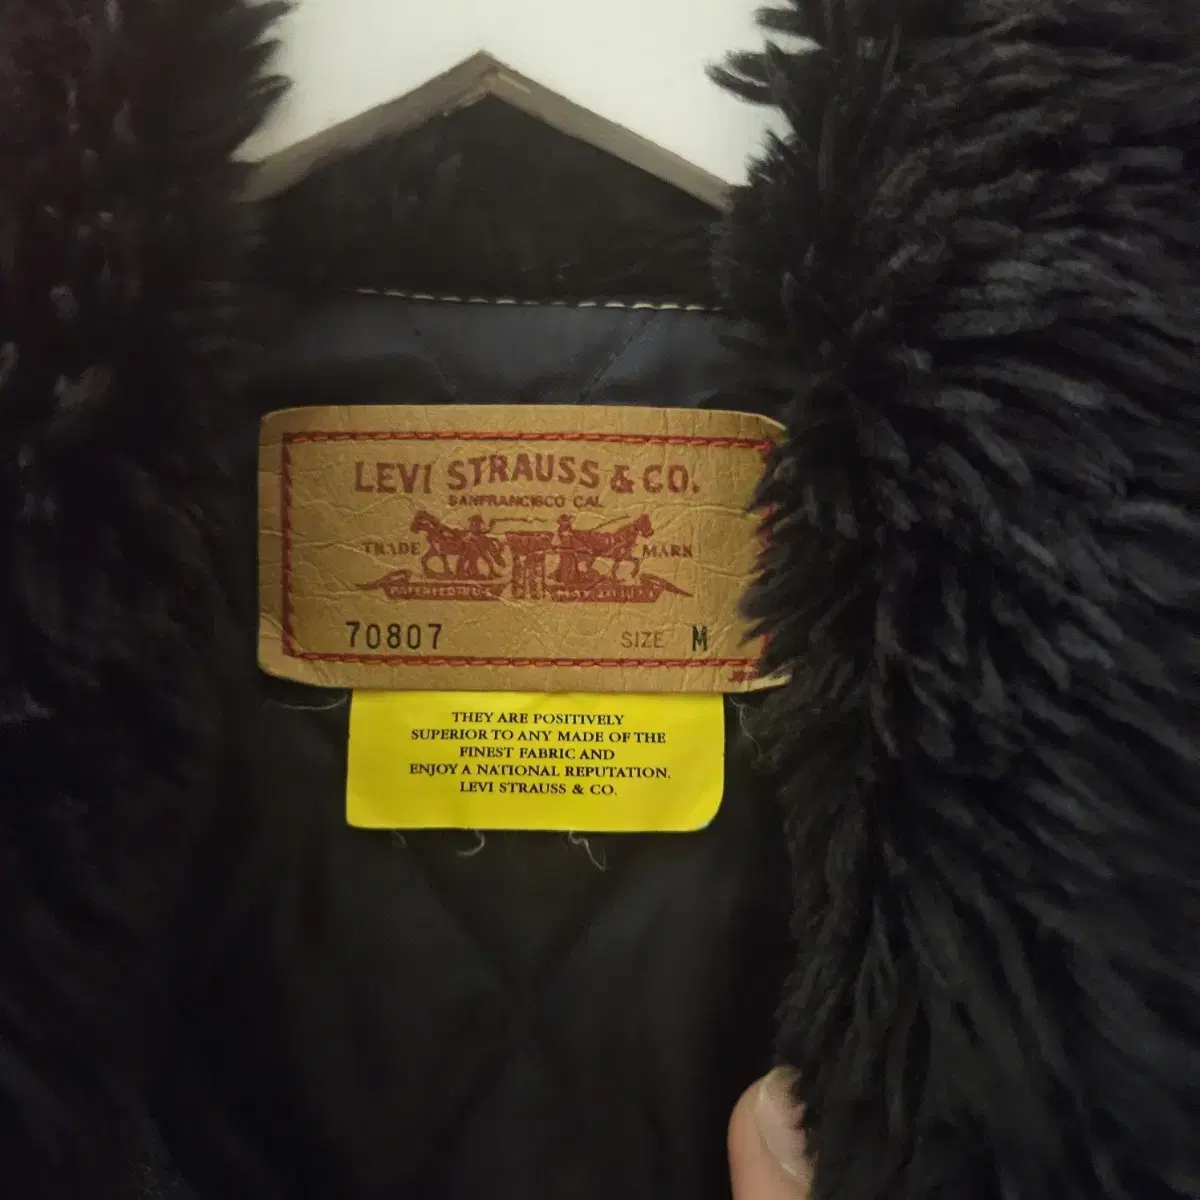 LEVI STRAUSS & CO.
SANFRANCISCO CAL
TRADE MARK
70807 SIZE M
THEY ARE POSITIVELY
SUPERIOR TO ANY MADE OF THE
FINEST FABRIC AND
ENJOY A NATIONAL REPUTATION.
LEVI STRAUSS & CO.